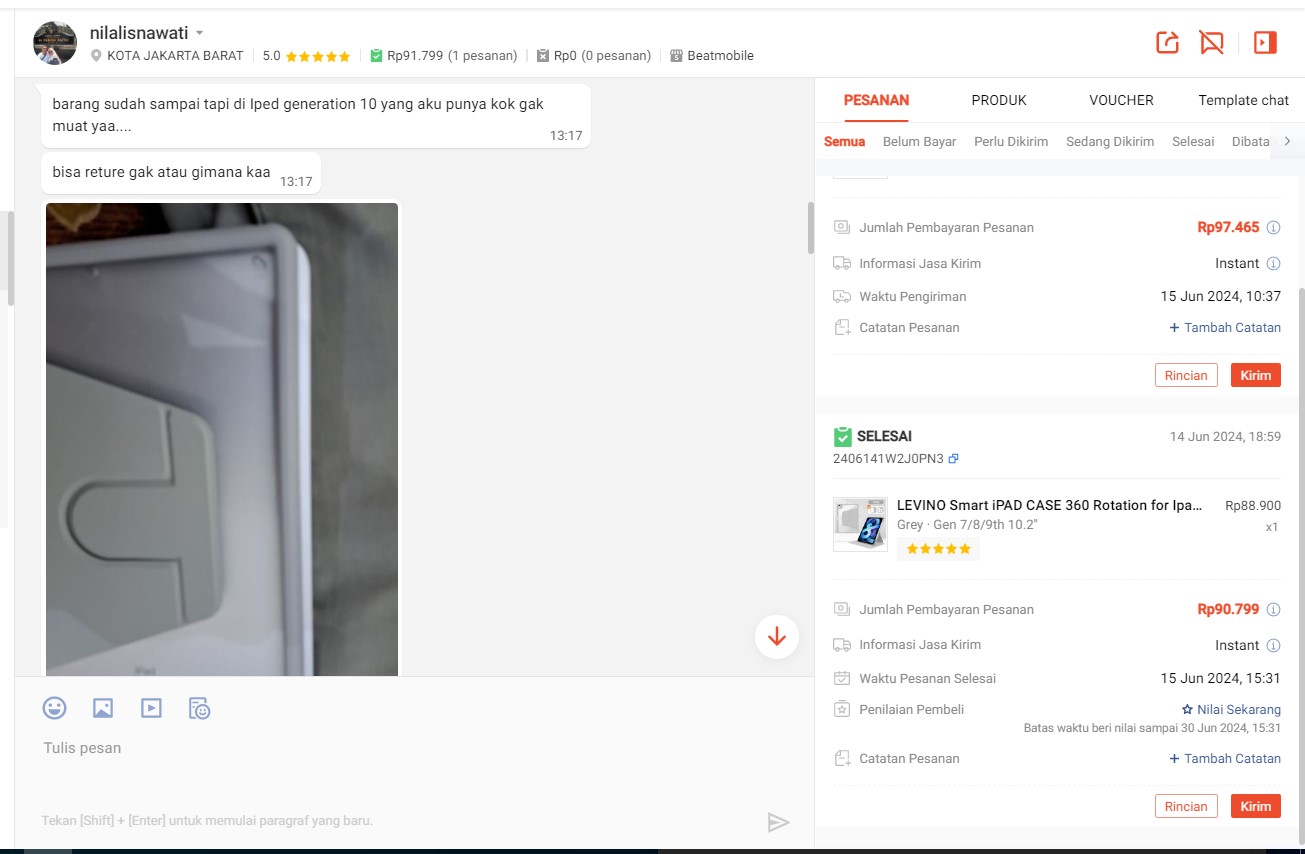 nilalisnawati
KOTA JAKARTA BARAT 5.0 Rp91.799 (1 pesanan) Rp0 (0 pesanan) Beatmobile
barang sudah sampai tapi di Iped generation 10 yang aku punya kok gak
muat yaa....
13:17
bisa reture gak atau gimana kaa 13:17
iPad
Tulis pesan
Tekan [Shift] + [Enter] untuk memulai paragraf yang baru.
PESANAN PRODUK VOUCHER Template chat
Semua Belum Bayar Perlu Dikirim Sedang Dikirim Selesai Dibata
Jumlah Pembayaran Pesanan Rp97.465
Informasi Jasa Kirim Instant
Waktu Pengiriman 15 Jun 2024, 10:37
Catatan Pesanan + Tambah Catatan
Rincian Kirim
SELESAI 14 Jun 2024, 18:59
2406141W2J0PN3
LEVINO Smart iPAD CASE 360 Rotation for Ipa... Rp88.900
Grey · Gen 7/8/9th 10.2" x1
Jumlah Pembayaran Pesanan Rp90.799
Informasi Jasa Kirim Instant
Waktu Pesanan Selesai 15 Jun 2024, 15:31
Penilaian Pembeli Nilai Sekarang
Batas waktu beri nilai sampai 30 Jun 2024, 15:31
Catatan Pesanan + Tambah Catatan
Rincian Kirim